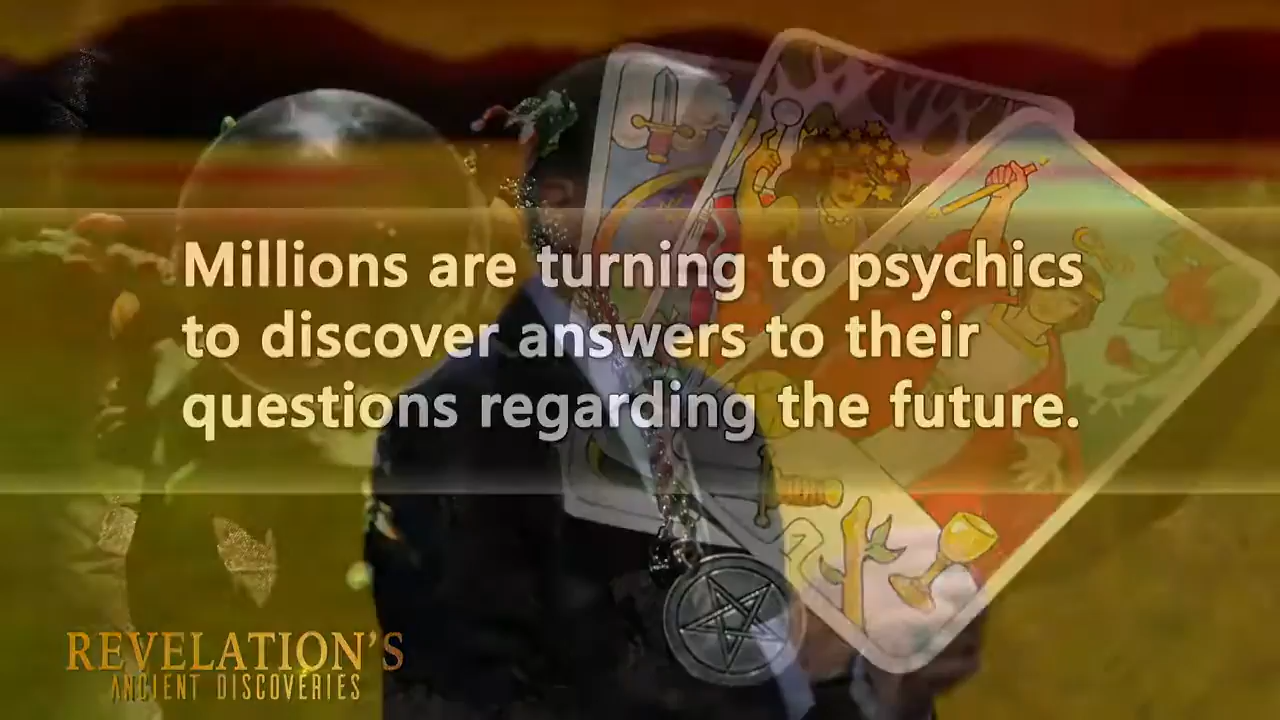 Millions are turning to psychics
to discover answers to their
questions regarding the future.
REVELATION'S
ANCIENT DISCOVERIES